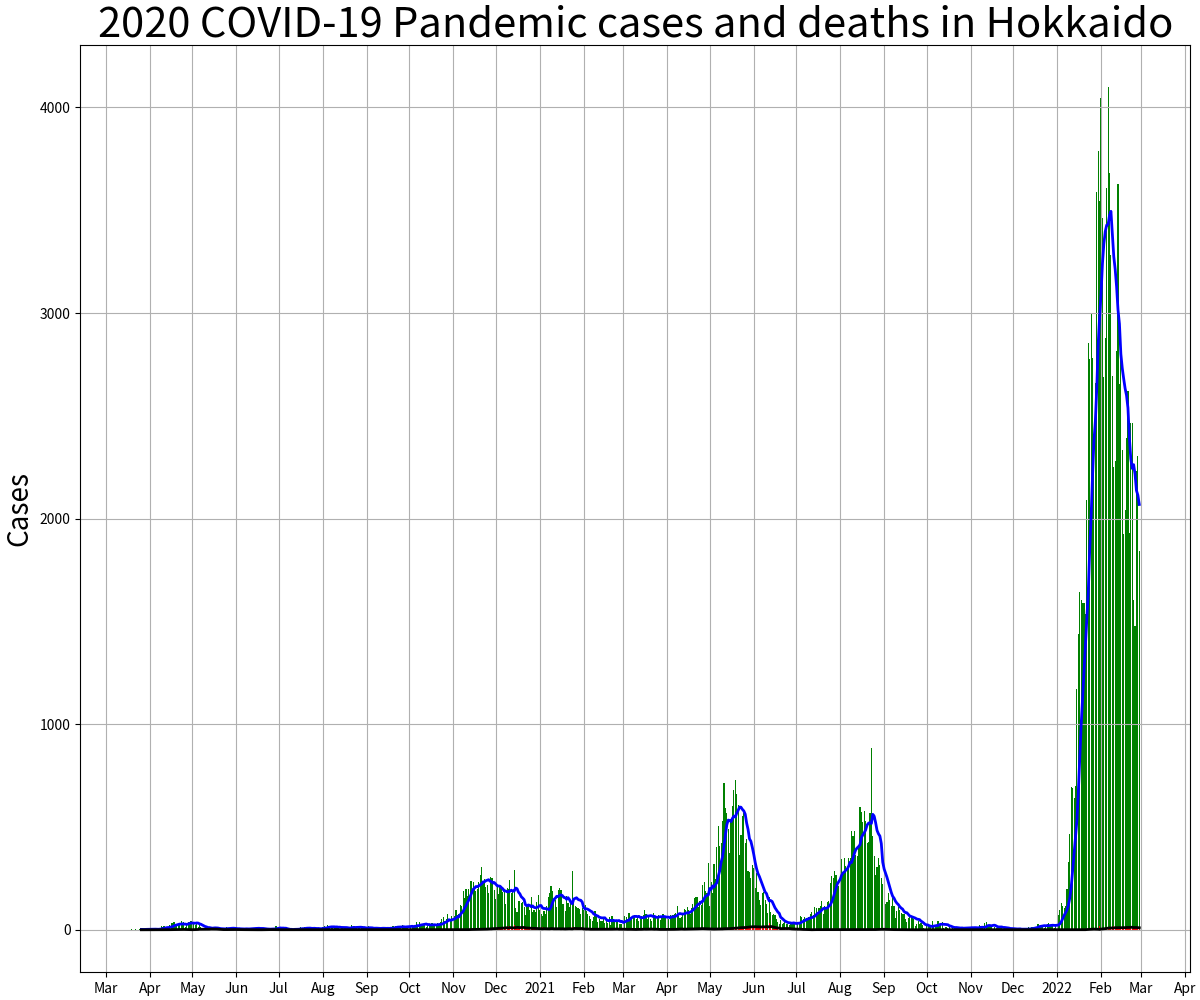 2020 COVID-19 Pandemic cases and deaths in Hokkaido
Cases
4000
3000
2000
1000
0
Mar Apr May Jun Jul Aug Sep Oct Nov Dec 2021 Feb Mar Apr May Jun Jul Aug Sep Oct Nov Dec 2022 Feb Mar Apr